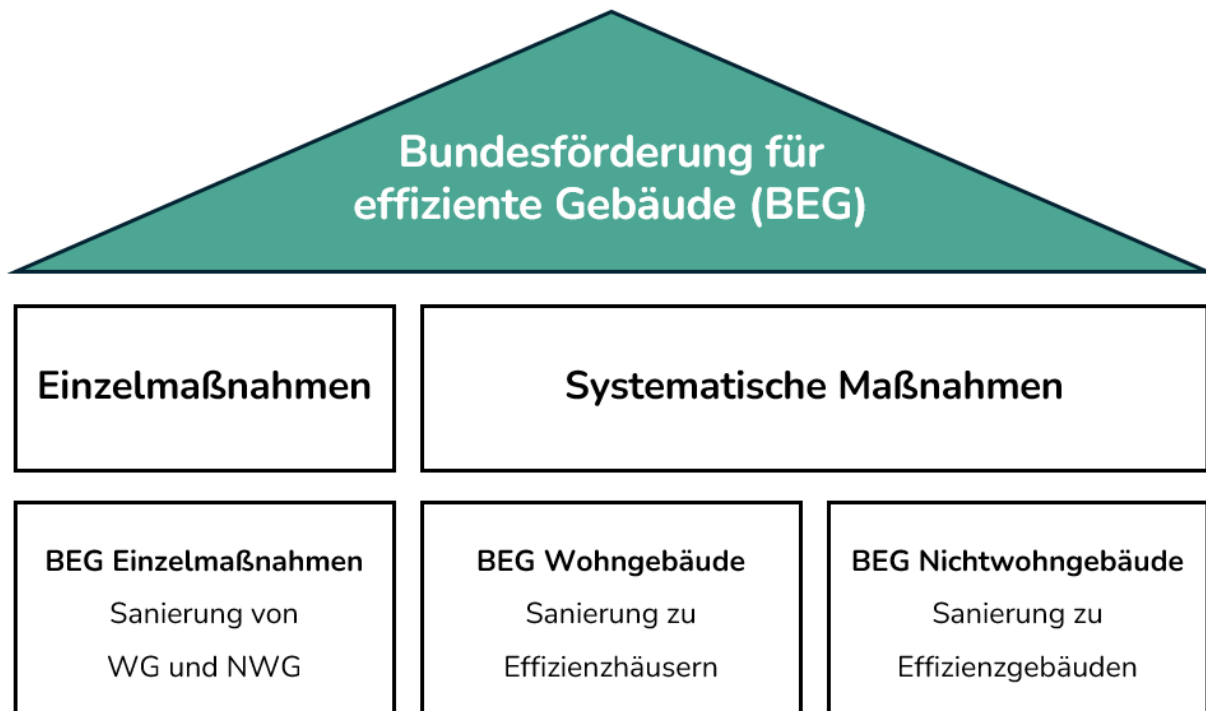 Bundesförderung für
effiziente Gebäude (BEG)
Einzelmaßnahmen
Systematische Maßnahmen
BEG Einzelmaßnahmen
Sanierung von
WG und NWG
BEG Wohngebäude
Sanierung zu
Effizienzhäusern
BEG Nichtwohngebäude
Sanierung zu
Effizienzgebäuden